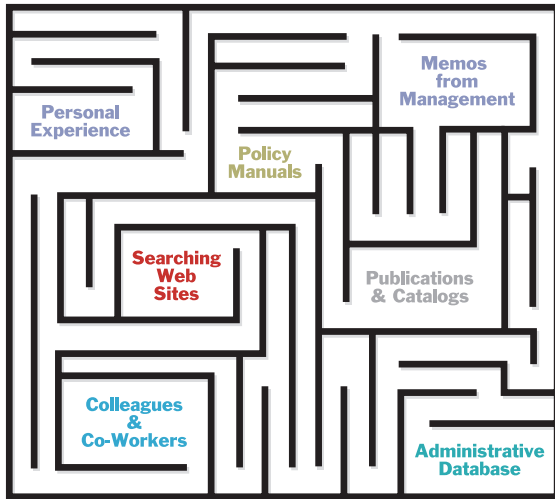 Memos
from
Management
Personal
Experience
Policy
Manuals
Searching
Web
Sites
Publications
& Catalogs
Colleagues
&
Co-Workers
Administrative
Database